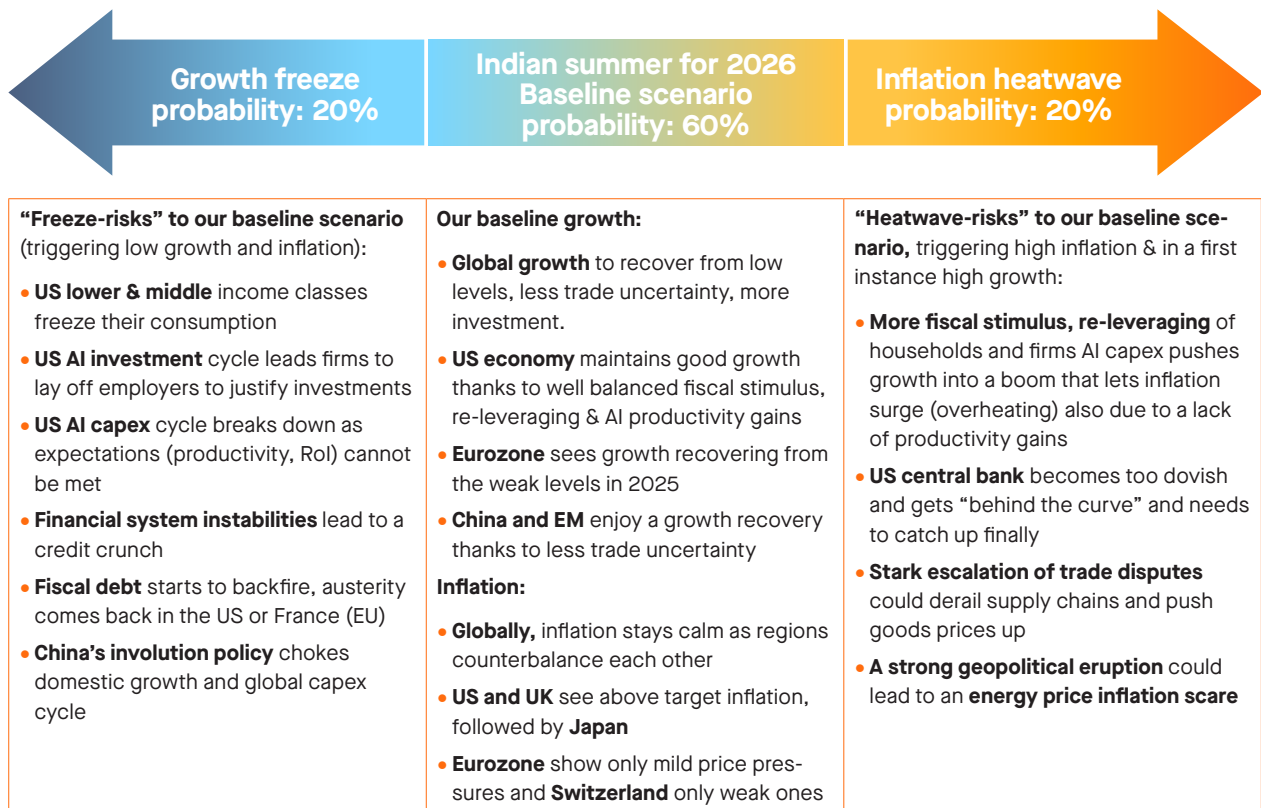 Growth freeze
probability: 20%
Indian summer for 2026
Baseline scenario
probability: 60%
Inflation heatwave
probability: 20%
“Freeze-risks” to our baseline scenario
(triggering low growth and inflation):
• US lower & middle income classes
freeze their consumption
• US AI investment cycle leads firms to
lay off employers to justify investments
• US AI capex cycle breaks down as
expectations (productivity, RoI) cannot
be met
• Financial system instabilities lead to a
credit crunch
• Fiscal debt starts to backfire, austerity
comes back in the US or France (EU)
• China’s involution policy chokes
domestic growth and global capex
cycle
Our baseline growth:
• Global growth to recover from low
levels, less trade uncertainty, more
investment.
• US economy maintains good growth
thanks to well balanced fiscal stimulus,
re-leveraging & AI productivity gains
• Eurozone sees growth recovering from
the weak levels in 2025
• China and EM enjoy a growth recovery
thanks to less trade uncertainty
Inflation:
• Globally, inflation stays calm as regions
counterbalance each other
• US and UK see above target inflation,
followed by Japan
• Eurozone show only mild price pres-
sures and Switzerland only weak ones
“Heatwave-risks” to our baseline sce-
nario, triggering high inflation & in a first
instance high growth:
• More fiscal stimulus, re-leveraging of
households and firms AI capex pushes
growth into a boom that lets inflation
surge (overheating) also due to a lack
of productivity gains
• US central bank becomes too dovish
and gets “behind the curve” and needs
to catch up finally
• Stark escalation of trade disputes
could derail supply chains and push
goods prices up
• A strong geopolitical eruption could
lead to an energy price inflation scare